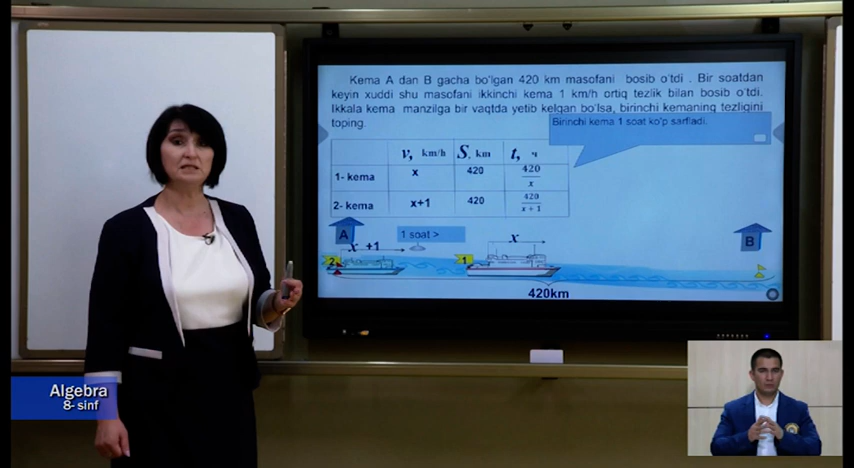 Kema A dan B gacha bo'lgan 420 km masofani bosib o'tdi . Bir soatdan
keyin xuddi shu masofani ikkinchi kema 1 km/h ortiq tezlik bilan bosib o'tdi.
Ikkala kema manzilga bir vaqtda yetib kelgan bo'lsa, birinchi kemaning tezligini
toping.
Birinchi kema 1 soat ko'p sarfladi.
v, km/h S, km t, ч
1- kema x 420 420/x
2- kema x+1 420 420/x + 1
A
1 soat >
x +1
x
B
2
1
420km
Algebra
8- sinf